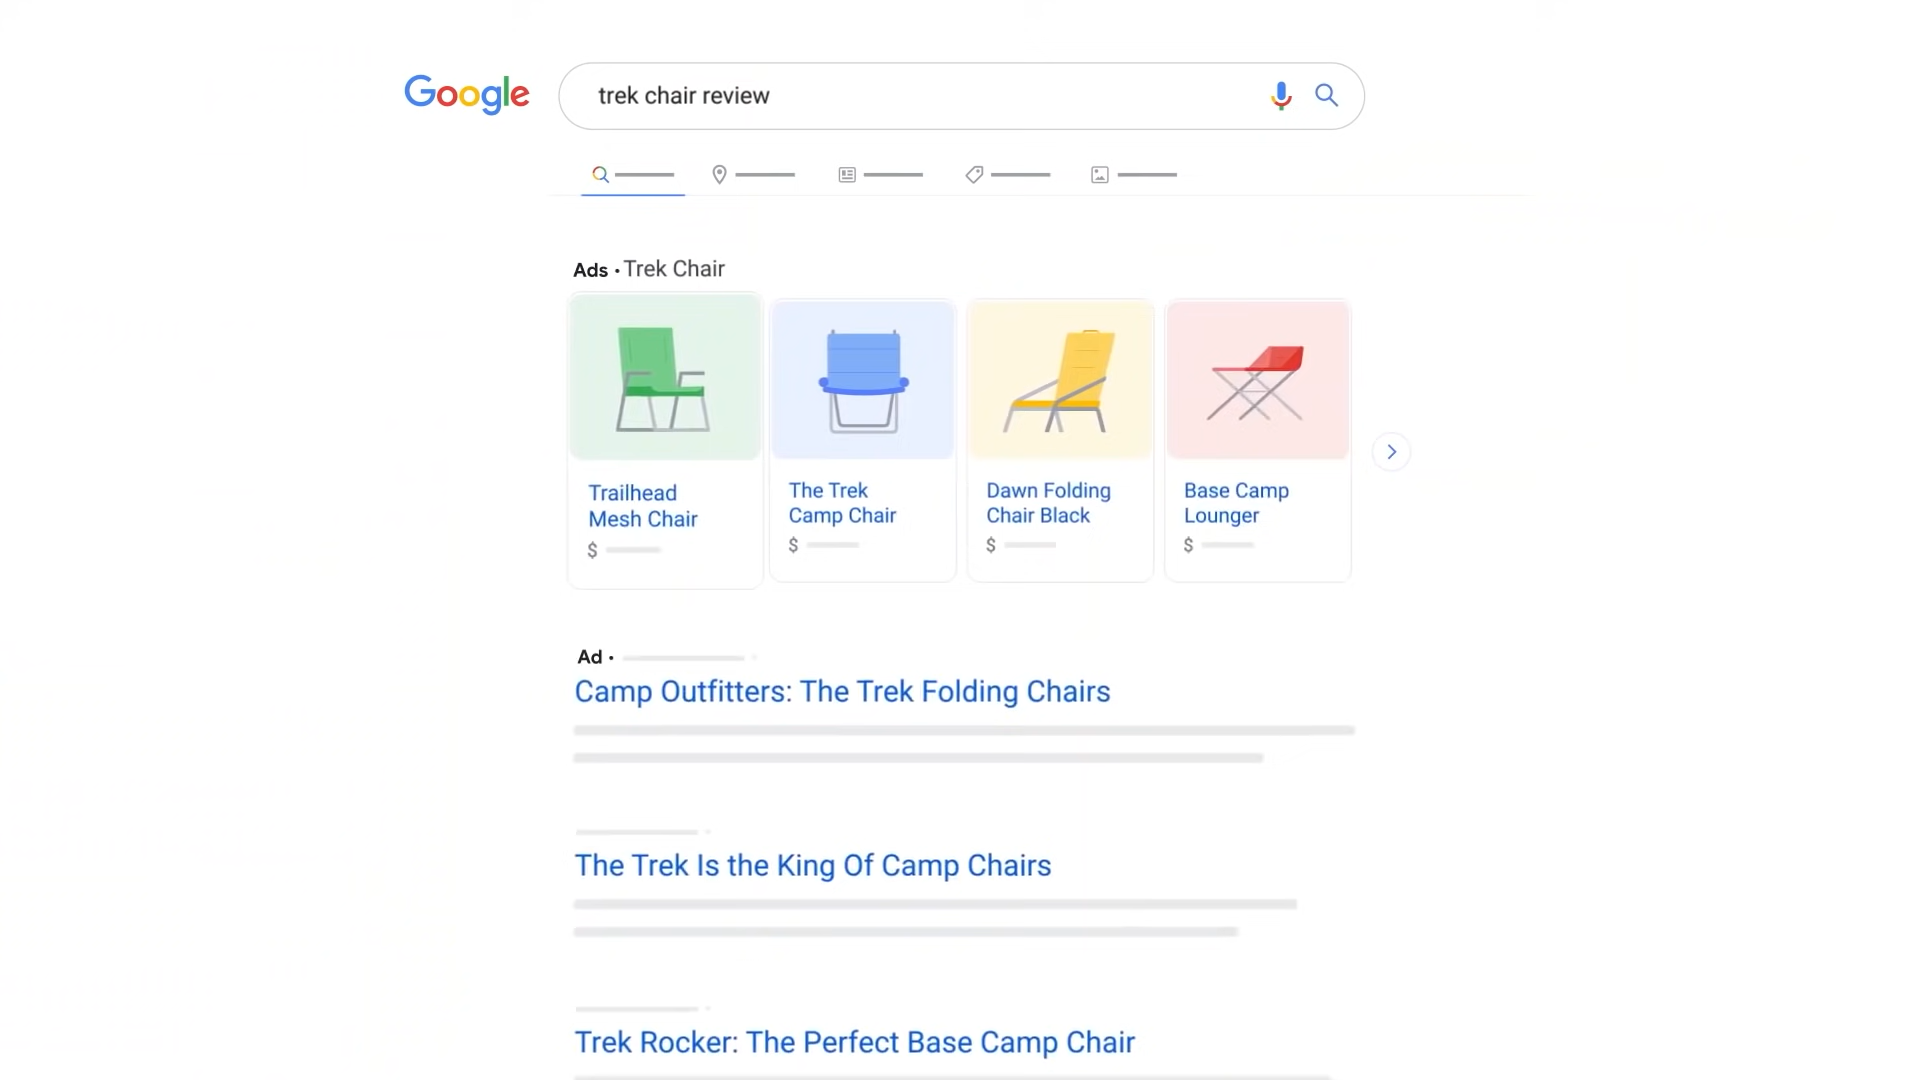 Google
trek chair review
Ads • Trek Chair
Trailhead
Mesh Chair
$
The Trek
Camp Chair
$
Dawn Folding
Chair Black
$
Base Camp
Lounger
$
Ad •
Camp Outfitters: The Trek Folding Chairs
The Trek Is the King Of Camp Chairs
Trek Rocker: The Perfect Base Camp Chair